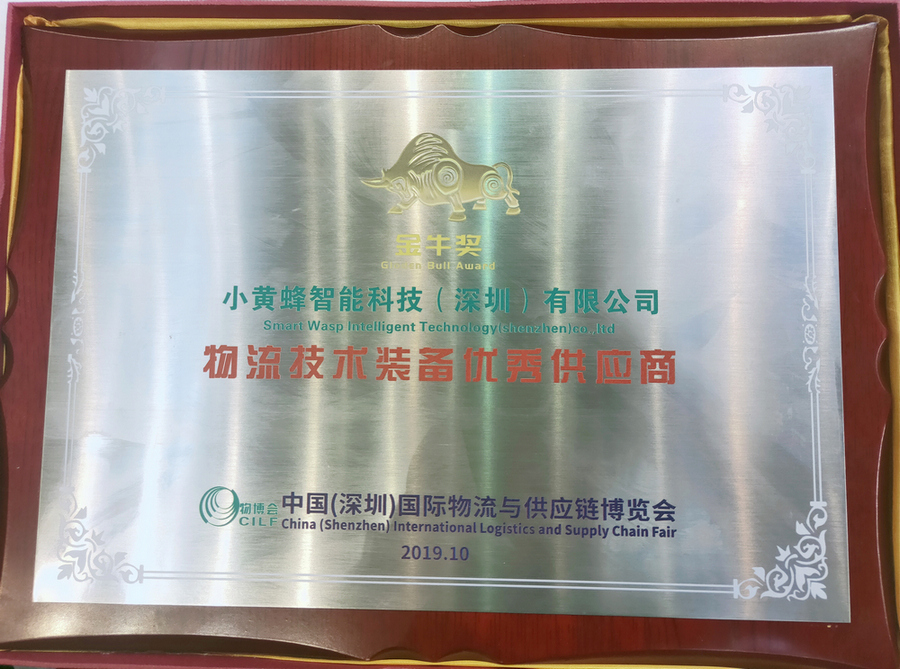 金牛奖
Golden Bull Award
小黄蜂智能科技（深圳）有限公司
Smart Wasp Intelligent Technology(shenzhen)co.,ltd
物流技术装备优秀供应商
物博会
CILF
中国(深圳)国际物流与供应链博览会
China (Shenzhen) International Logistics and Supply Chain Fair
2019.10